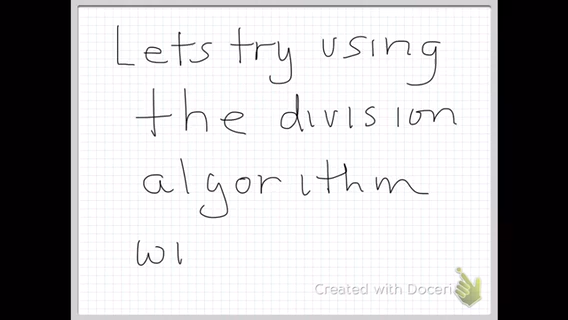 Lets try using
the division
algorithm
wi
Created with Doceri